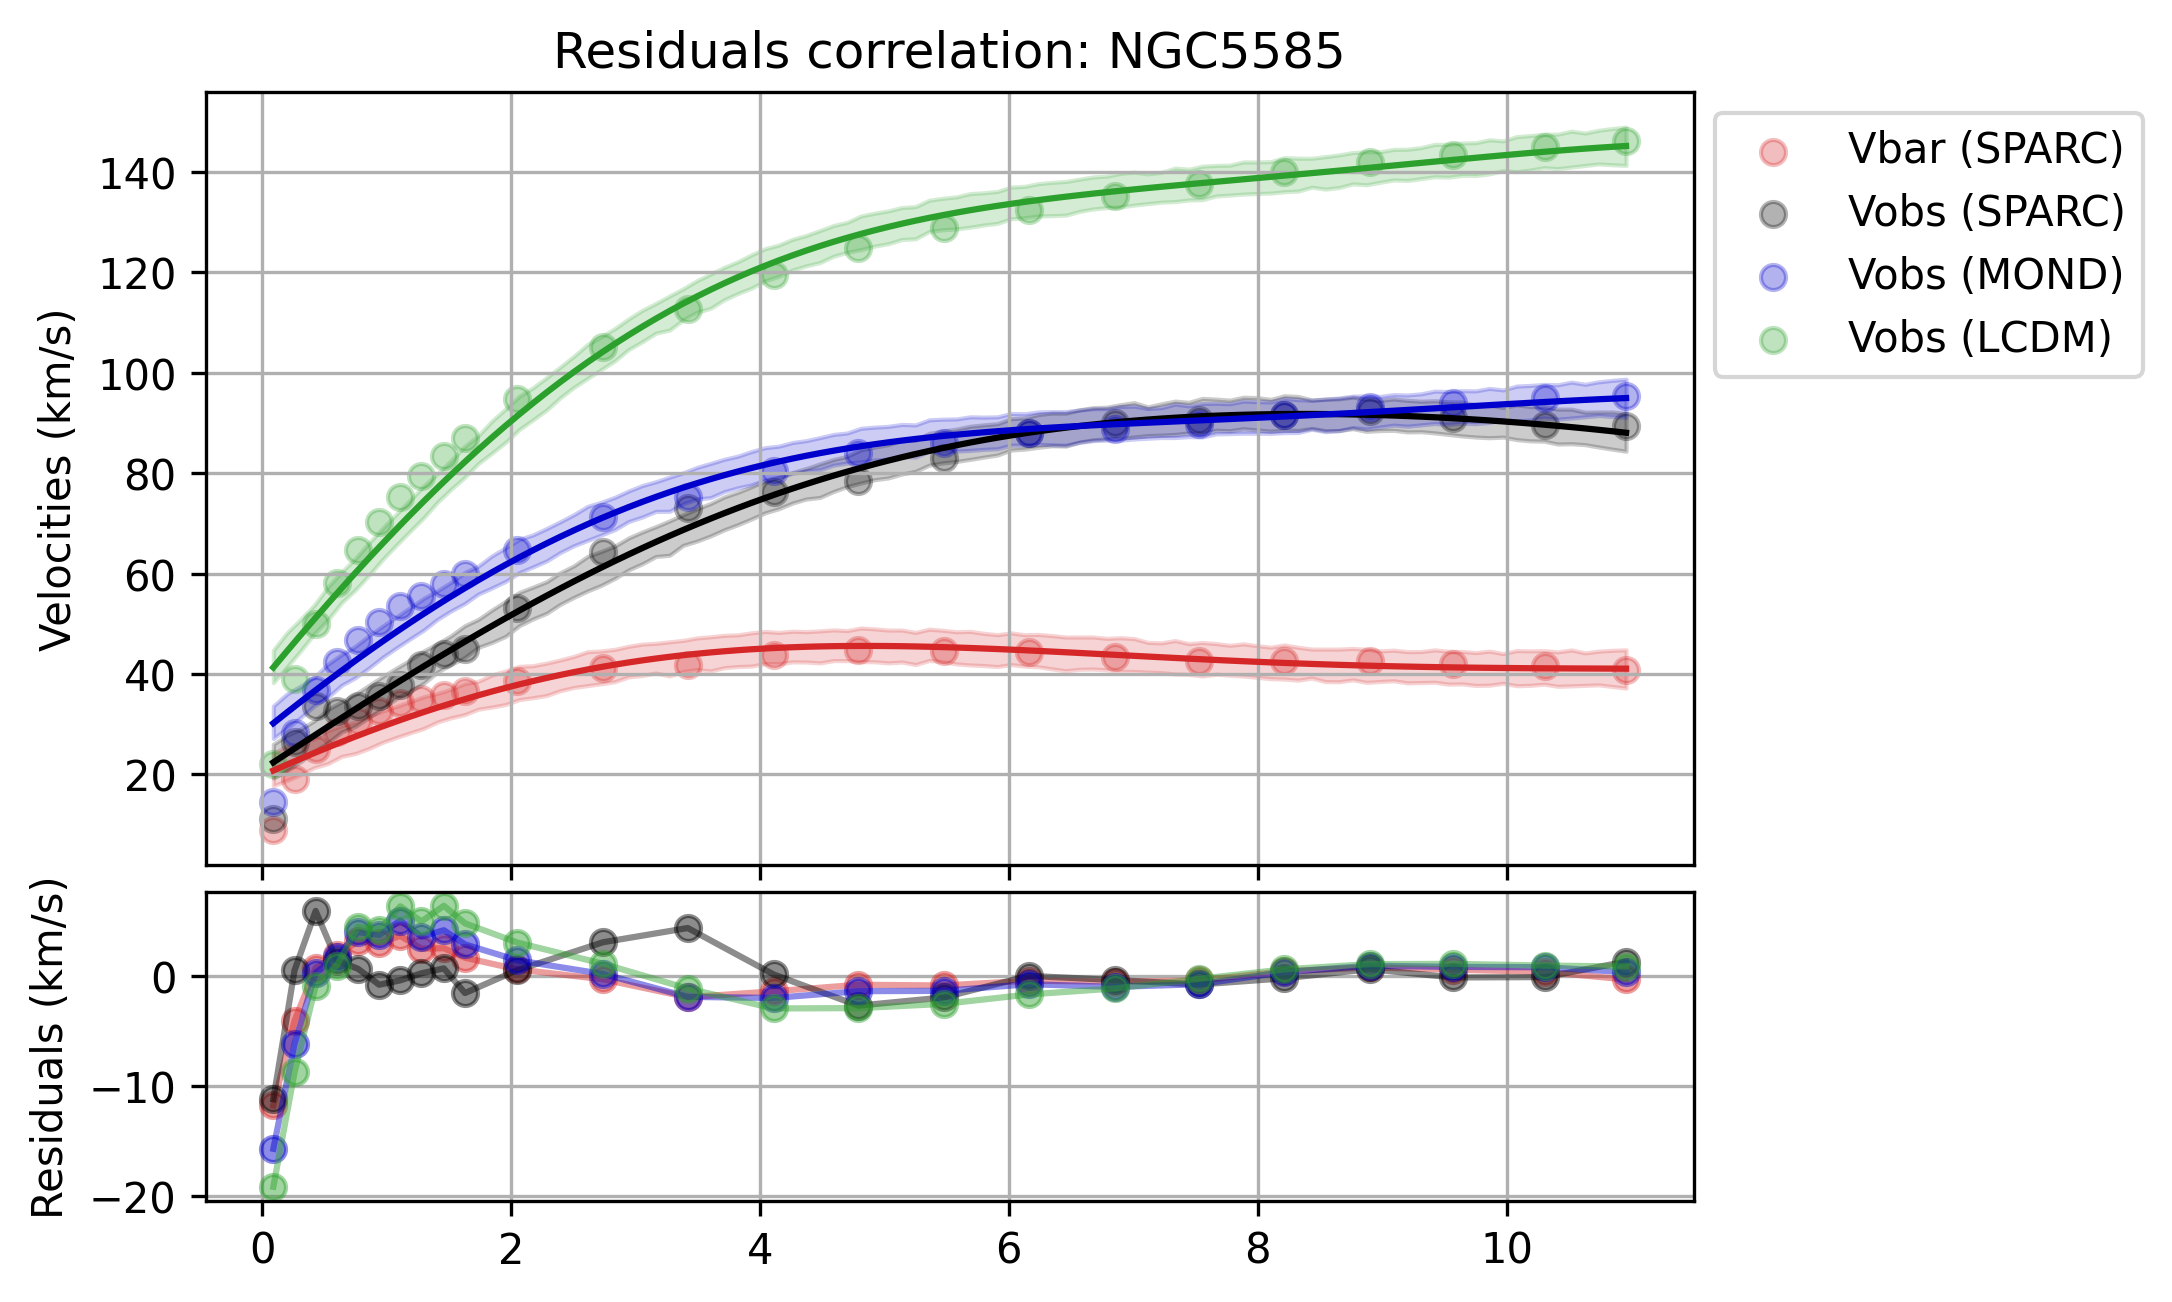 Residuals correlation: NGC5585
Velocities (km/s)
140
120
100
80
60
40
20
Vbar (SPARC)
Vobs (SPARC)
Vobs (MOND)
Vobs (LCDM)
Residuals (km/s)
0
−10
−20
0 2 4 6 8 10